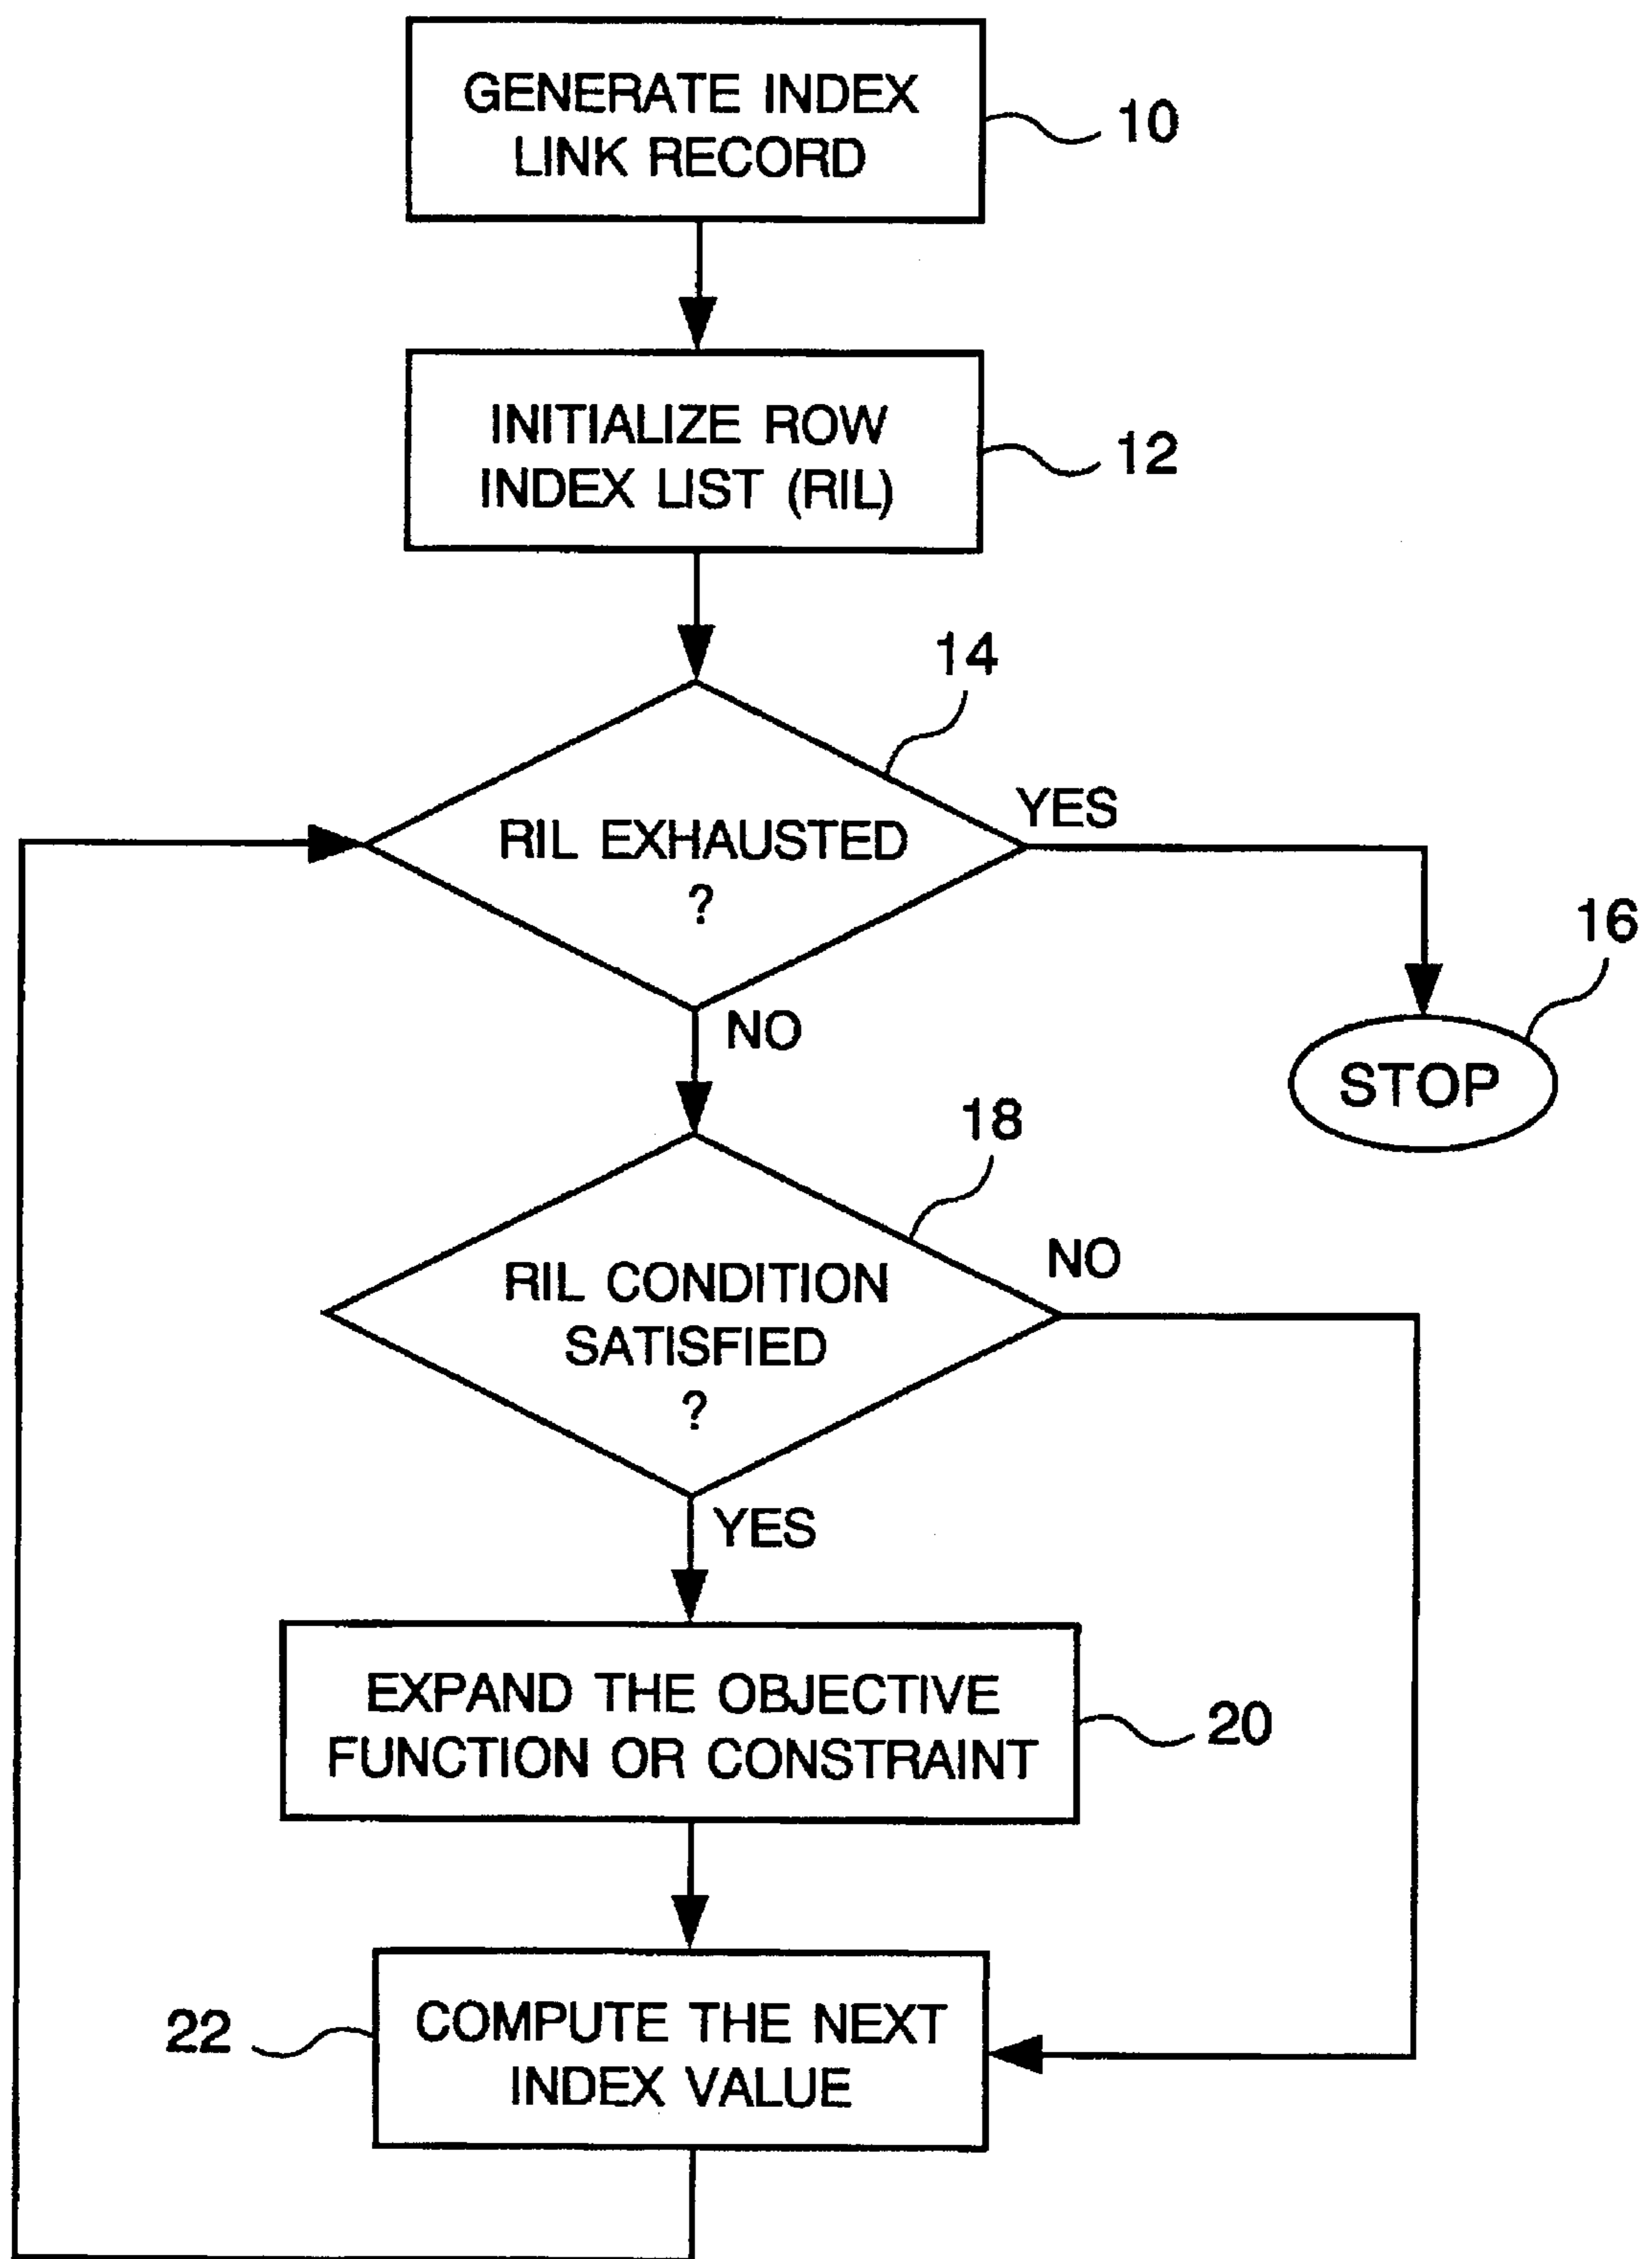 GENERATE INDEX
LINK RECORD
10
INITIALIZE ROW
INDEX LIST (RIL)
12
14
RIL EXHAUSTED
?
YES
NO
16
STOP
18
RIL CONDITION
SATISFIED
?
NO
YES
EXPAND THE OBJECTIVE
FUNCTION OR CONSTRAINT
20
22
COMPUTE THE NEXT
INDEX VALUE